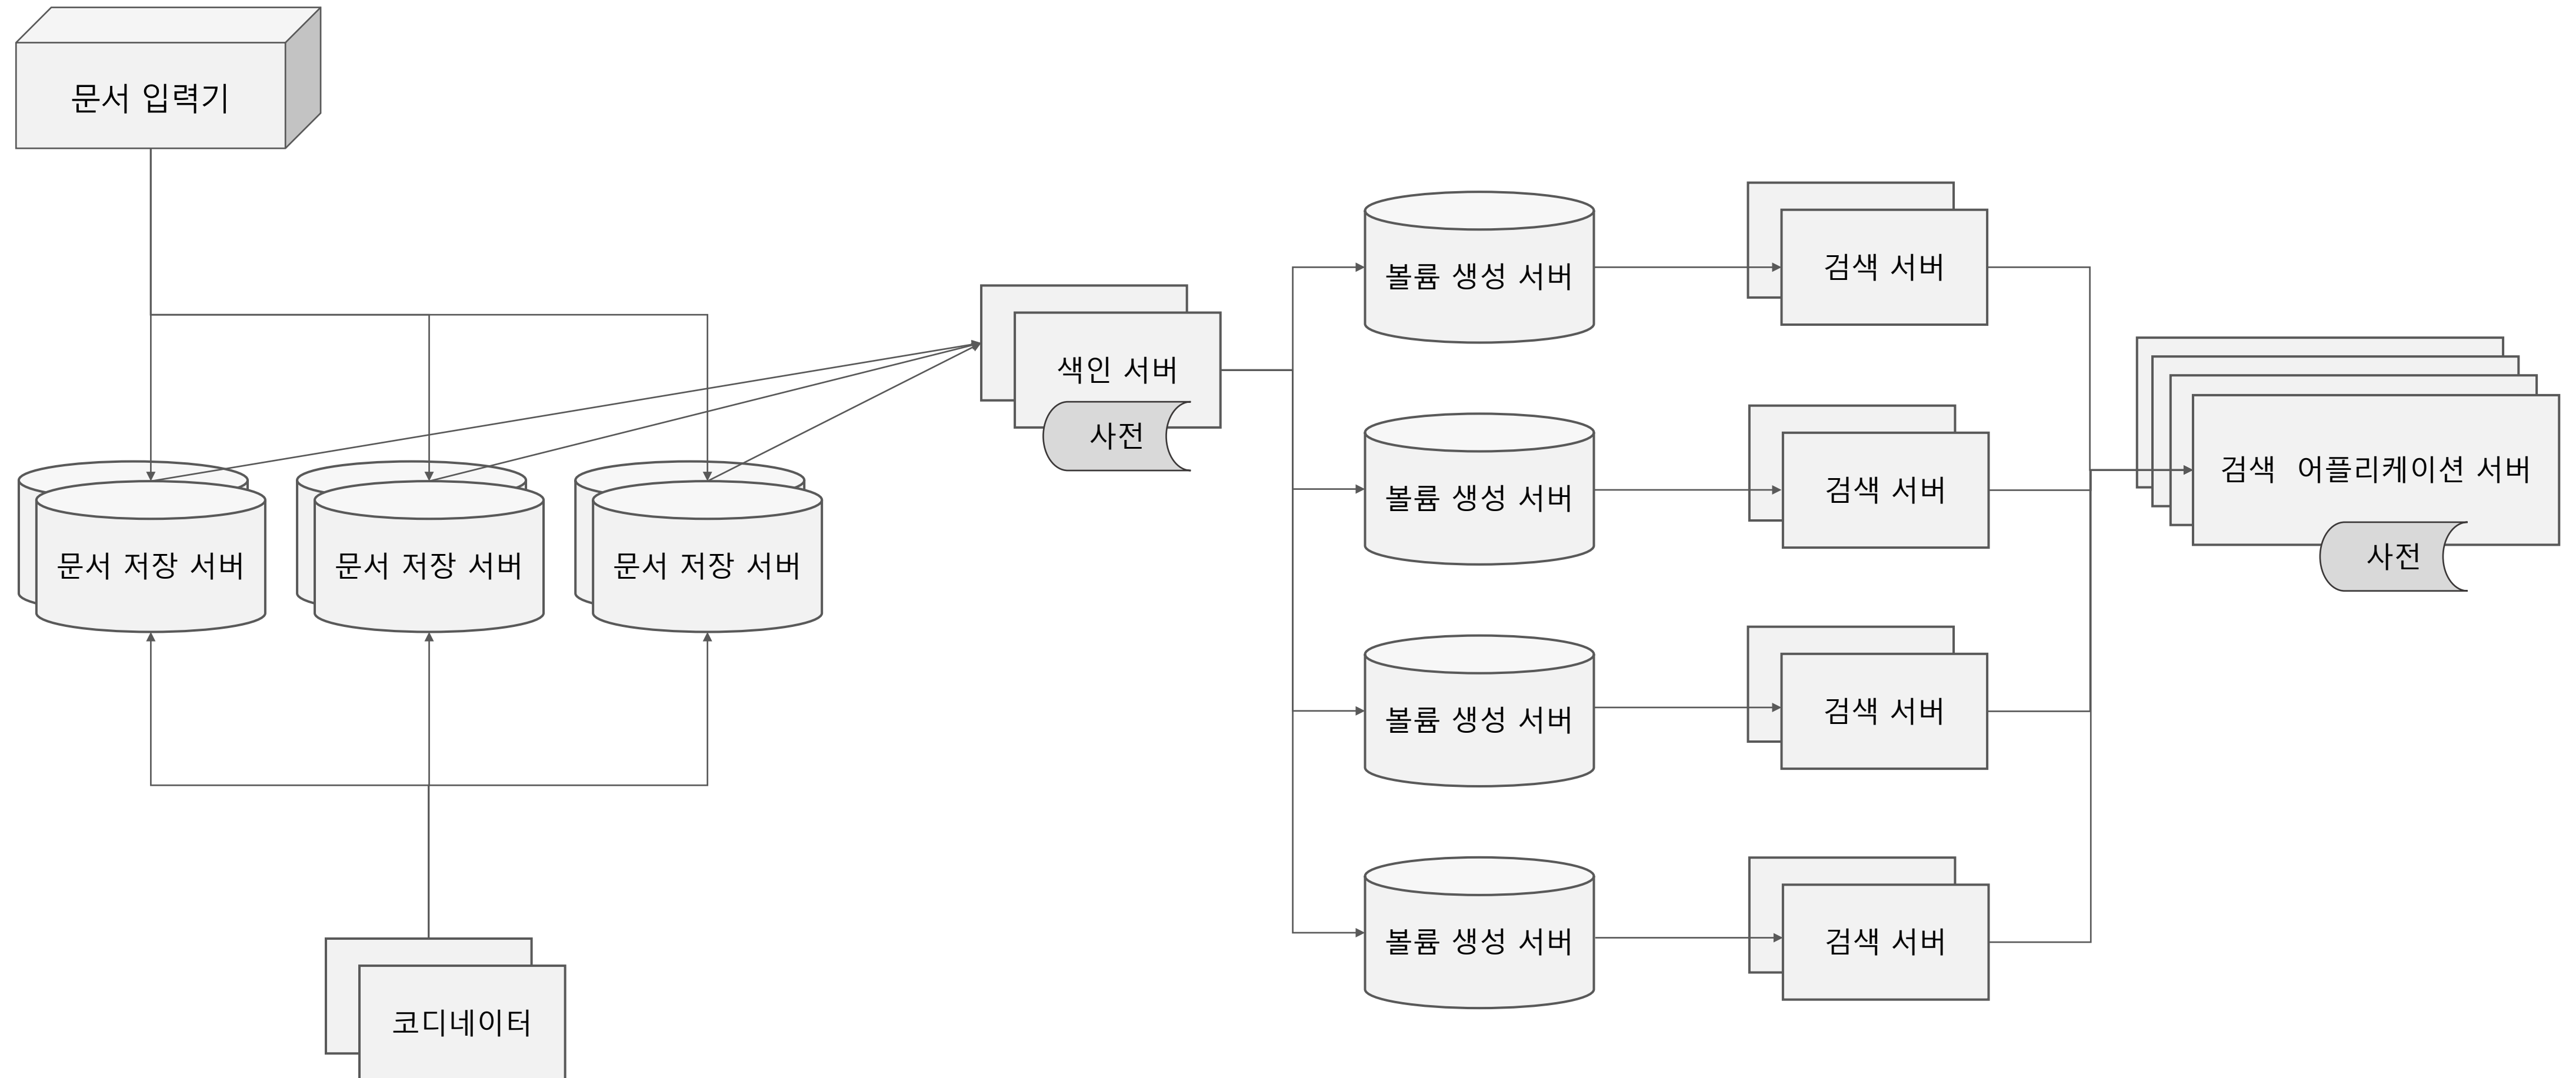 문서 입력기
문서 저장 서버
문서 저장 서버
문서 저장 서버
코디네이터
색인 서버
사전
볼륨 생성 서버
볼륨 생성 서버
볼륨 생성 서버
볼륨 생성 서버
검색 서버
검색 서버
검색 서버
검색 서버
검색 어플리케이션 서버
사전